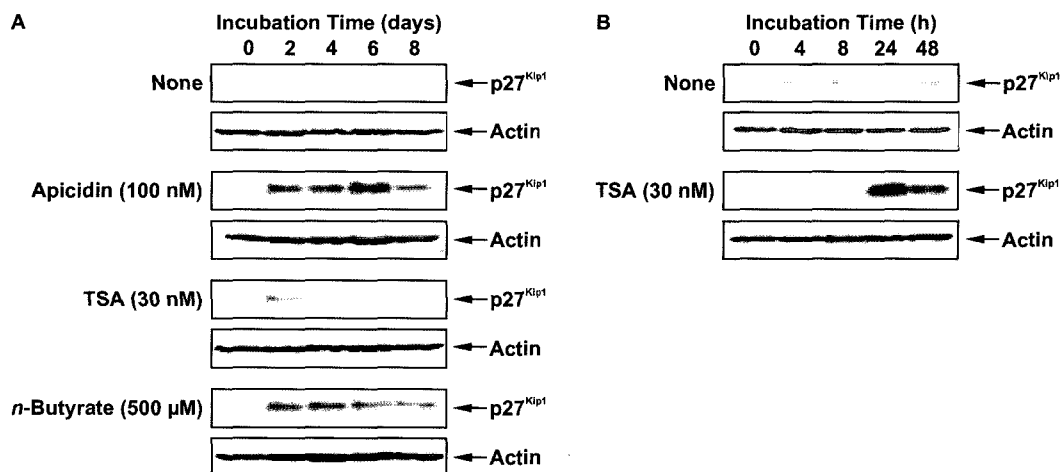 A
Incubation Time (days)
0 2 4 6 8
None
p27Kip1
Actin
Apicidin (100 nM)
p27Kip1
Actin
TSA (30 nM)
p27Kip1
Actin
n-Butyrate (500 µM)
p27Kip1
Actin
B
Incubation Time (h)
0 4 8 24 48
None
p27Kip1
Actin
TSA (30 nM)
p27Kip1
Actin